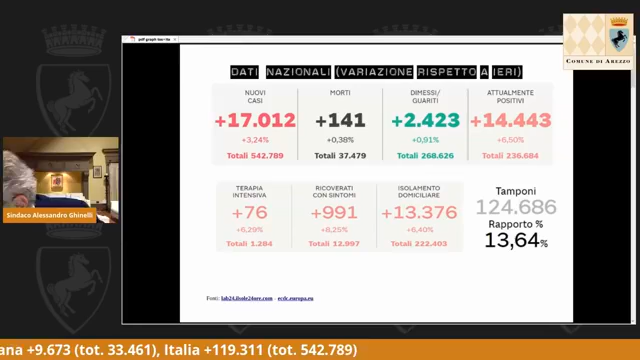 pdf graph
COMUNE DI AREZZO
DATI NAZIONALI (VARIAZIONE RISPETTO A IERI)
NUOVI CASI
+17.012
+3,24%
Totali 542.789
MORTI
+141
+0,38%
Totali 37.479
DIMESSI/
GUARITI
+2.423
+0,91%
Totali 268.626
ATTUALMENTE
POSITIVI
+14.443
+6,50%
Totali 236.684
TERAPIA
INTENSIVA
+76
+6,29%
Totali 1.284
RICOVERATI
CON SINTOMI
+991
+8,25%
Totali 12.997
ISOLAMENTO
DOMICILIARE
+13.376
+6,40%
Totali 222.403
Tamponi
124.686
Rapporto %
13,64%
Fonti: lab24.ilsole24ore.com - ecdc.europa.eu
Sindaco Alessandro Ghinelli
ana +9.673 (tot. 33.461), Italia +119.311 (tot. 542.789)